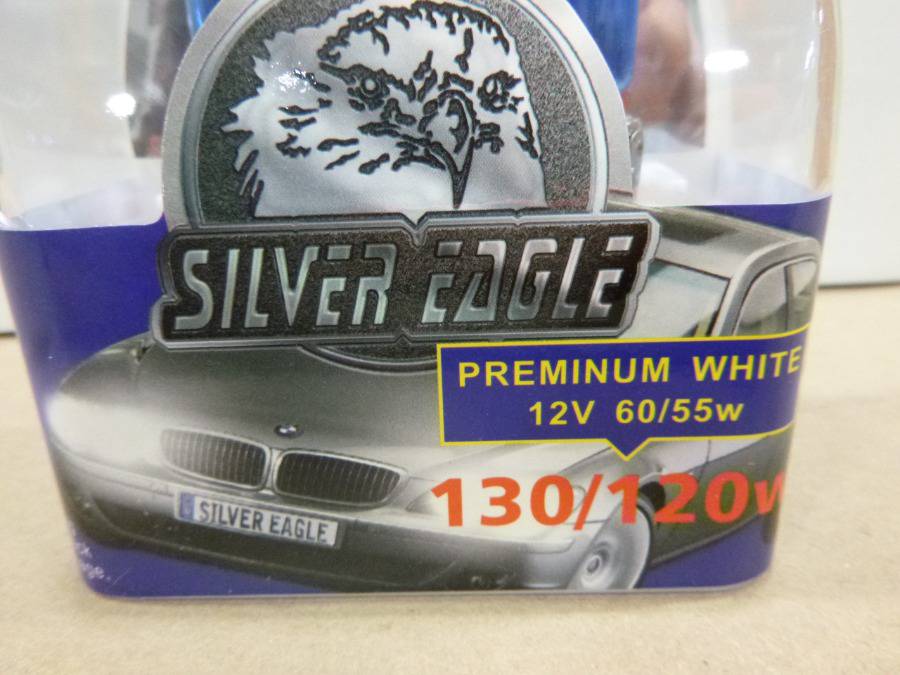 SILVER EAGLE
PREMINUM WHITE
12V 60/55w
130/120w
SILVER EAGLE